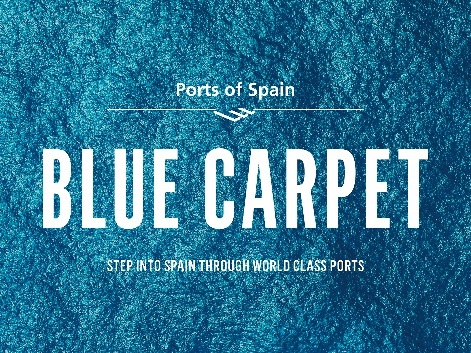 Ports of Spain
BLUE CARPET
STEP INTO SPAIN THROUGH WORLD CLASS PORTS